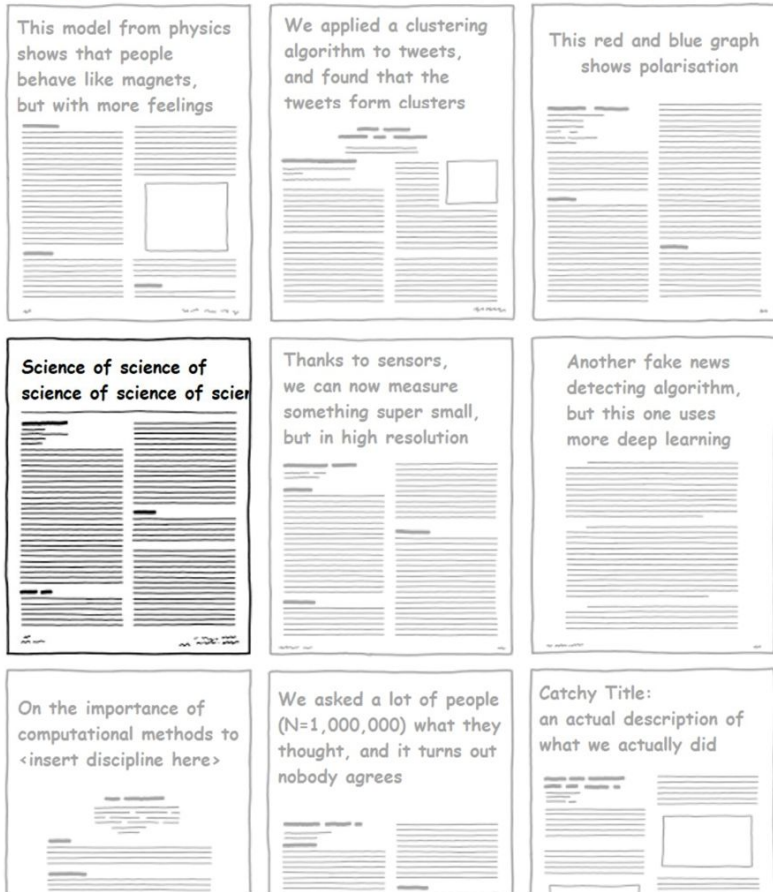 This model from physics
shows that people
behave like magnets,
but with more feelings
We applied a clustering
algorithm to tweets,
and found that the
tweets form clusters
This red and blue graph
shows polarisation
Science of science of
science of science of scier
Thanks to sensors,
we can now measure
something super small,
but in high resolution
Another fake news
detecting algorithm,
but this one uses
more deep learning
On the importance of
computational methods to
<insert discipline here>
We asked a lot of people
(N=1,000,000) what they
thought, and it turns out
nobody agrees
Catchy Title:
an actual description of
what we actually did